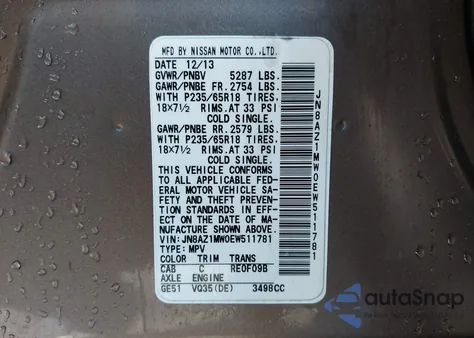 MFD BY NISSAN MOTOR CO.,LTD.
DATE 12/13
GVWR/PNBV 5287 LBS.
GAWR/PNBE FR. 2754 LBS.
WITH P235/65R18 TIRES.
18×7½ RIMS. AT 33 PSI
COLD SINGLE.
GAWR/PNBE RR. 2579 LBS.
WITH P235/65R18 TIRES.
18×7½ RIMS. AT 33 PSI
COLD SINGLE.
THIS VEHICLE CONFORMS
TO ALL APPLICABLE FED-
ERAL MOTOR VEHICLE SA-
FETY AND THEFT PREVEN-
TION STANDARDS IN EFF-
ECT ON THE DATE OF MA-
NUFACTURE SHOWN ABOVE.
VIN: JN8AZ1MW0EW511781
TYPE: MPV
COLOR TRIM TRANS
CAB C RE0F09B
AXLE ENGINE
GE51 VQ35(DE) 3498CC
JN8AZ1MW0EW511781
autoSnap